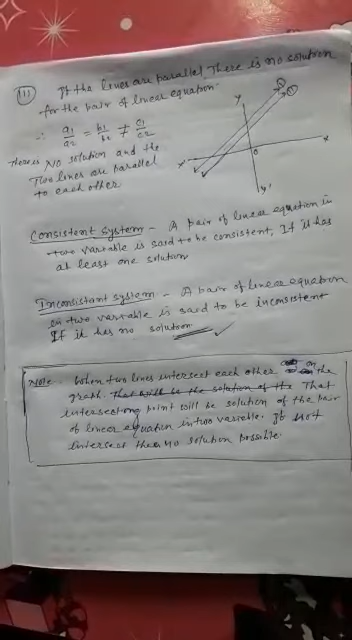 (iii) If the lines are parallel, There is no solution
for the pair of linear equation
∴ a1/a2 = b1/b2 ≠ c1/c2
There is No solution and the
Two lines are parallel
to each other
Y
①
②
X'
O
X
Y'
Consistent system - A pair of linear equation in
two variable is said to be consistent, If it has
at least one solution
Inconsistant system - A pair of linear equation
in two variable is said to be inconsistent
If it has no solution
Note - When two lines intersect each other on the
graph. That will be the solution of the That
intersecting point will be solution of the pair
of linear equation in two variable. If not
intersect then no solution possible.